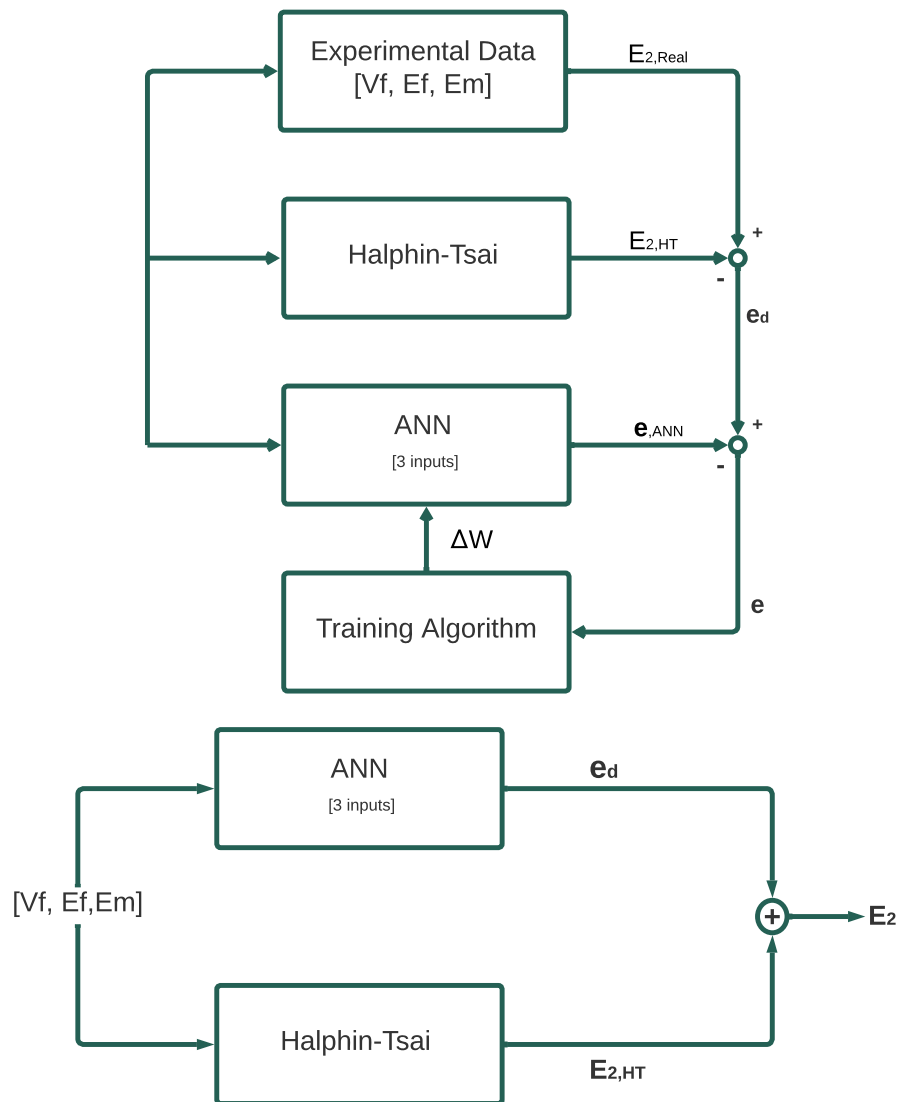 Experimental Data
[Vf, Ef, Em]
E2,Real
+
Halphin-Tsai
E2,HT
-
ed
ANN
[3 inputs]
e,ANN
+
-
ΔW
Training Algorithm
e
ANN
[3 inputs]
ed
[Vf, Ef,Em]
+
E2
Halphin-Tsai
E2,HT